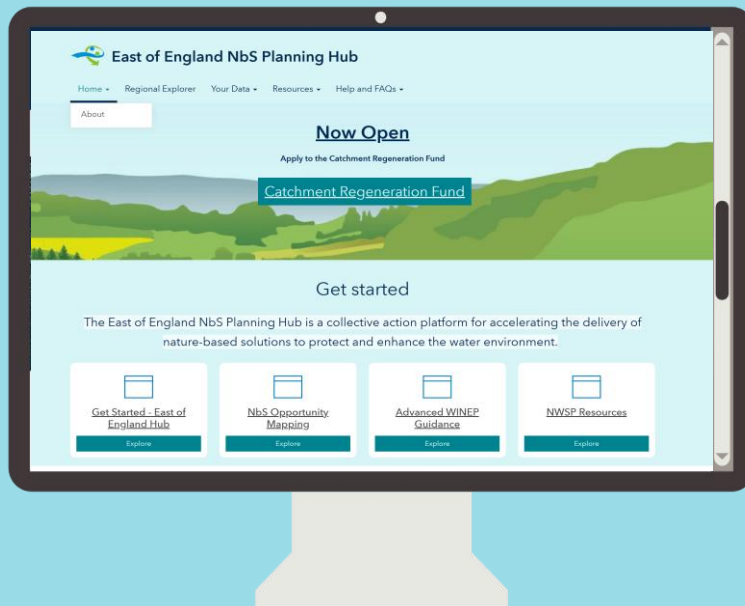 East of England NbS Planning Hub
Home Regional Explorer Your Data Resources Help and FAQs
About
Now Open
Apply to the Catchment Regeneration Fund
Catchment Regeneration Fund
Get started
The East of England NbS Planning Hub is a collective action platform for accelerating the delivery of
nature-based solutions to protect and enhance the water environment.
Get Started - East of
England Hub
Explore
NbS Opportunity
Mapping
Explore
Advanced WINEP
Guidance
Explore
NWSP Resources
Explore